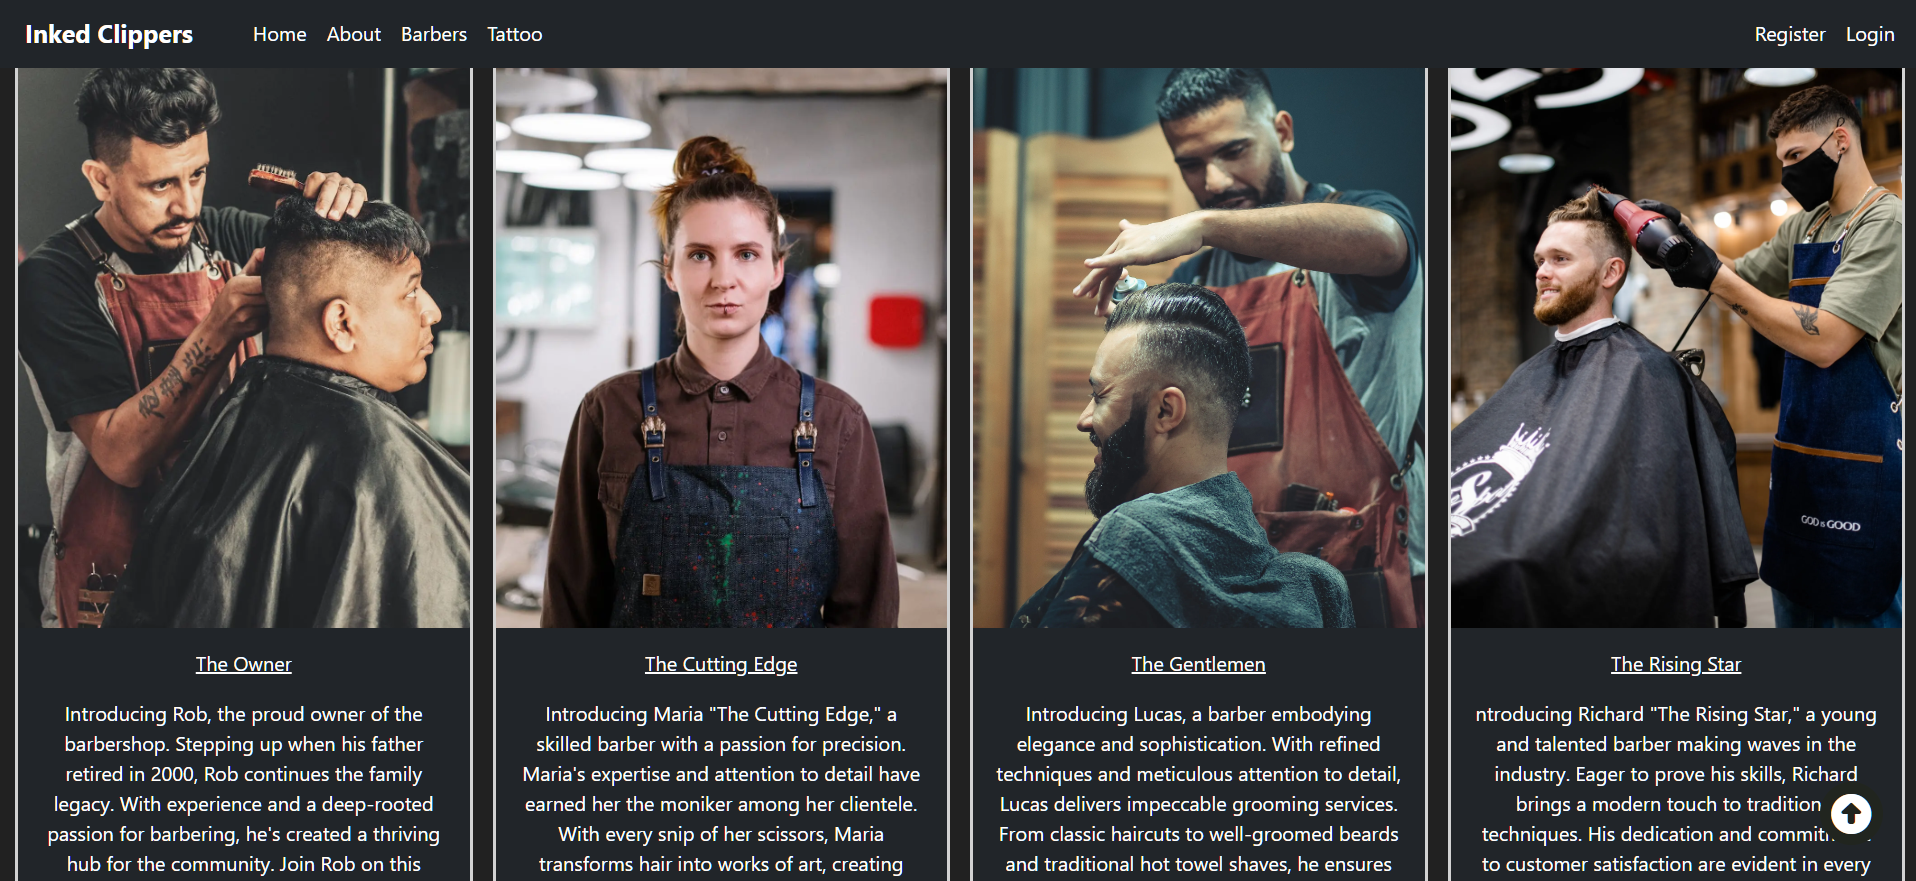 Inked Clippers Home About Barbers Tattoo Register Login
GOD is GOOD
The Owner
Introducing Rob, the proud owner of the
barbershop. Stepping up when his father
retired in 2000, Rob continues the family
legacy. With experience and a deep-rooted
passion for barbering, he's created a thriving
hub for the community. Join Rob on this
The Cutting Edge
Introducing Maria "The Cutting Edge," a
skilled barber with a passion for precision.
Maria's expertise and attention to detail have
earned her the moniker among her clientele.
With every snip of her scissors, Maria
transforms hair into works of art, creating
The Gentlemen
Introducing Lucas, a barber embodying
elegance and sophistication. With refined
techniques and meticulous attention to detail,
Lucas delivers impeccable grooming services.
From classic haircuts to well-groomed beards
and traditional hot towel shaves, he ensures
The Rising Star
ntroducing Richard "The Rising Star," a young
and talented barber making waves in the
industry. Eager to prove his skills, Richard
brings a modern touch to tradition
techniques. His dedication and commit
to customer satisfaction are evident in every